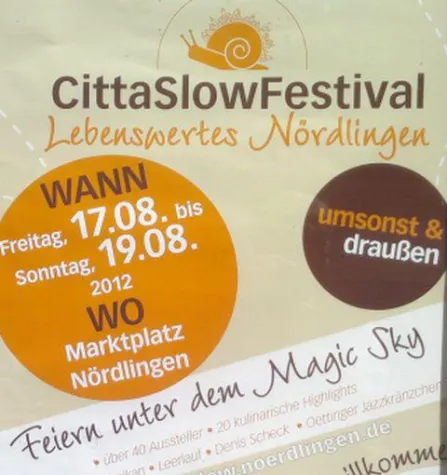 CittaSlowFestival
Lebenswertes Nördlingen
WANN
Freitag, 17.08. bis
Sonntag, 19.08.
2012
WO
Marktplatz
Nördlingen
umsonst &
draußen
Feiern unter dem Magic Sky
• über 40 Aussteller • 20 kulinarische Highlights
• Leerlauf • Denis Scheck • Oettinger Jazzkränzchen
.noerdlingen.de